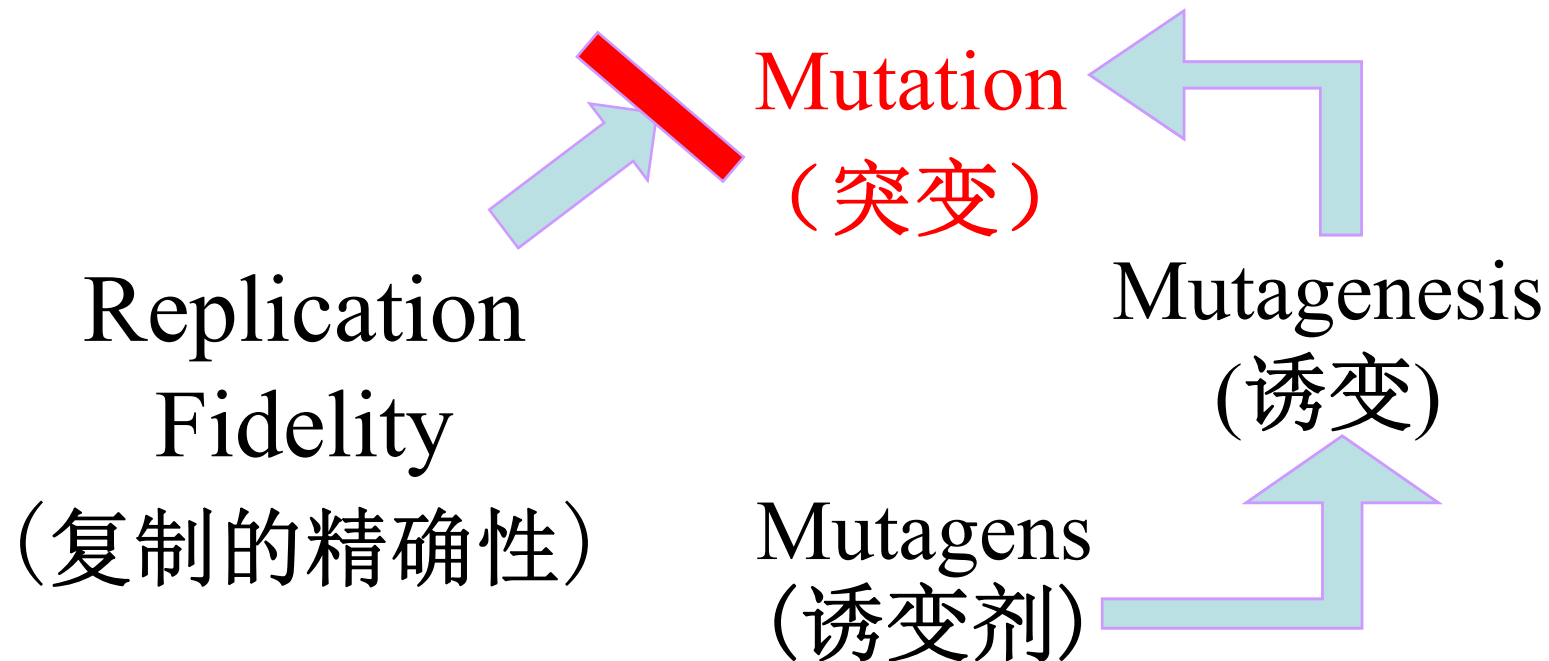 Mutation
（突变）
Replication
Fidelity
（复制的精确性）
Mutagenesis
(诱变)
Mutagens
（诱变剂）